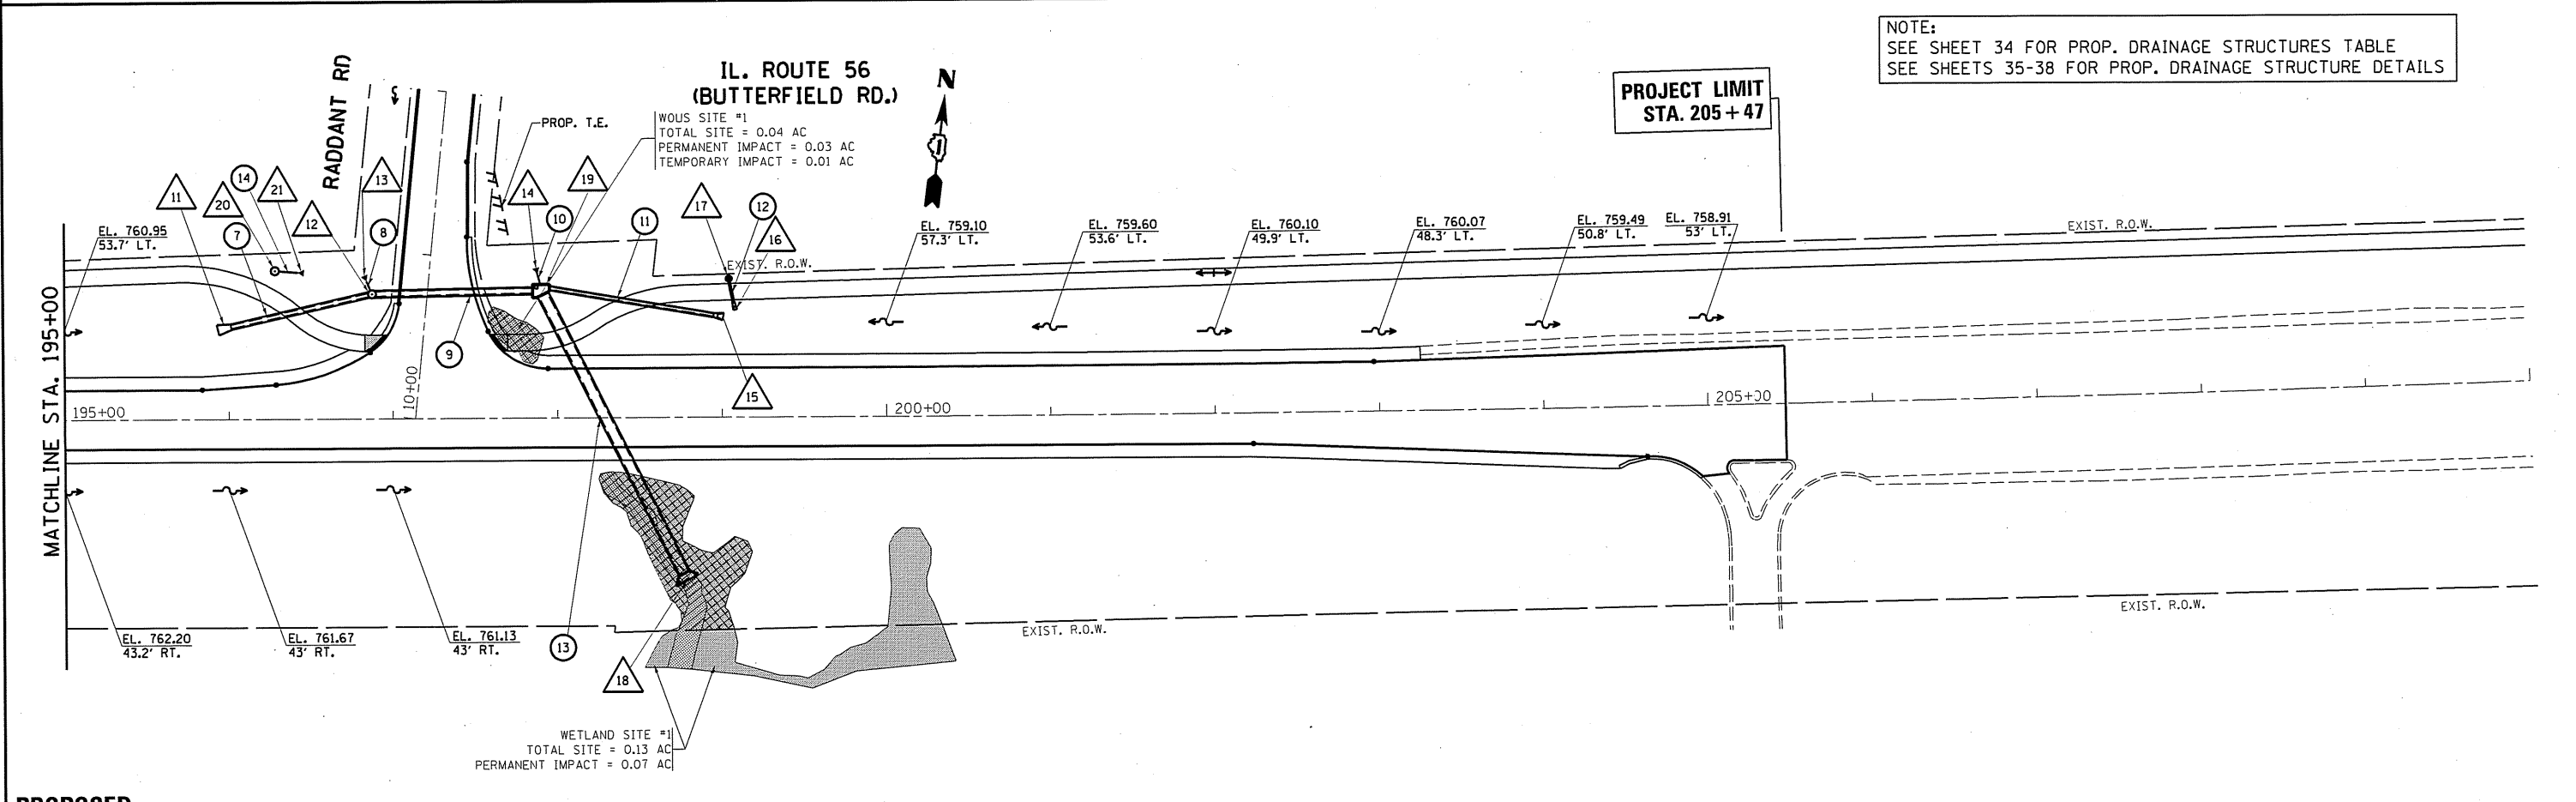 NOTE:
SEE SHEET 34 FOR PROP. DRAINAGE STRUCTURES TABLE
SEE SHEETS 35-38 FOR PROP. DRAINAGE STRUCTURE DETAILS
IL. ROUTE 56
(BUTTERFIELD RD.)
N
PROJECT LIMIT
STA. 205+47
RADDANT RD
PROP. T.E.
WOUS SITE #1
TOTAL SITE = 0.04 AC
PERMANENT IMPACT = 0.03 AC
TEMPORARY IMPACT = 0.01 AC
11
20
14
21
7
12
13
8
14
19
10
11
17
12
16
EL. 760.95
53.7' LT.
EL. 759.10
57.3' LT.
EL. 759.60
53.6' LT.
EL. 760.10
49.9' LT.
EL. 760.07
48.3' LT.
EL. 759.49
50.8' LT.
EL. 758.91
53' LT.
EXIST. R.O.W.
EXIST. R.O.W.
9
15
MATCHLINE STA. 195+00
195+00
10+00
200+00
205+00
EL. 762.20
43.2' RT.
EL. 761.67
43' RT.
EL. 761.13
43' RT.
13
18
EXIST. R.O.W.
EXIST. R.O.W.
WETLAND SITE #1
TOTAL SITE = 0.13 AC
PERMANENT IMPACT = 0.07 AC
PROPOSED